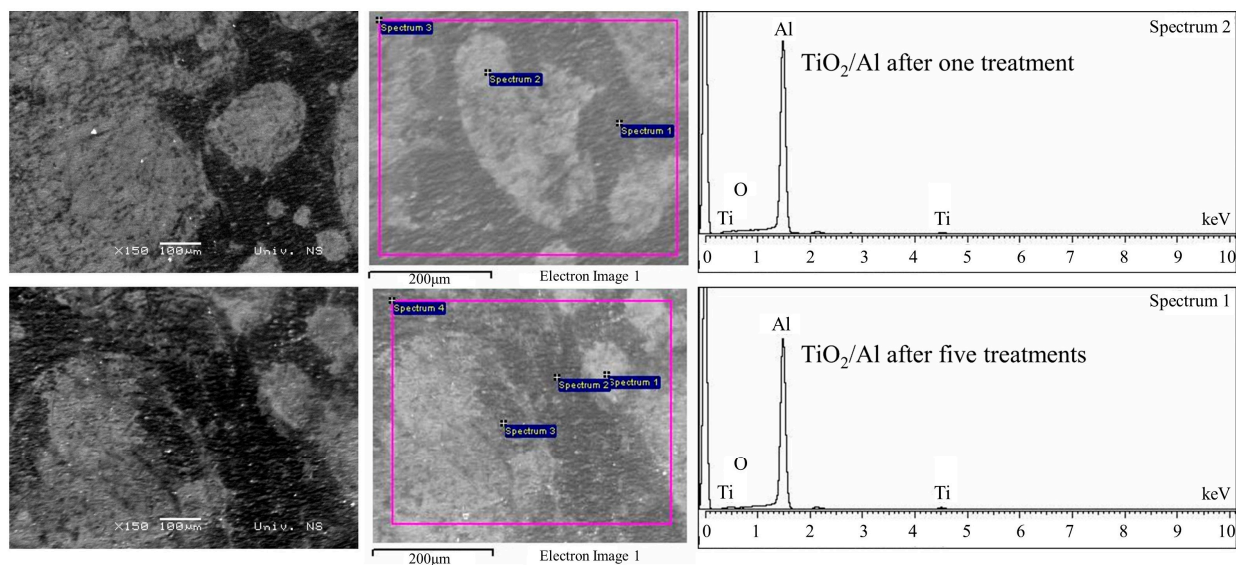 X150 100µm Univ. NS
Spectrum 3
Spectrum 2
Spectrum 1
200µm
Electron Image 1
Spectrum 2
Al
TiO₂/Al after one treatment
O
Ti
Ti
keV
0 1 2 3 4 5 6 7 8 9 10
X150 100µm Univ. NS
Spectrum 4
Spectrum 2
Spectrum 1
Spectrum 3
200µm
Electron Image 1
Spectrum 1
Al
TiO₂/Al after five treatments
O
Ti
Ti
keV
0 1 2 3 4 5 6 7 8 9 10